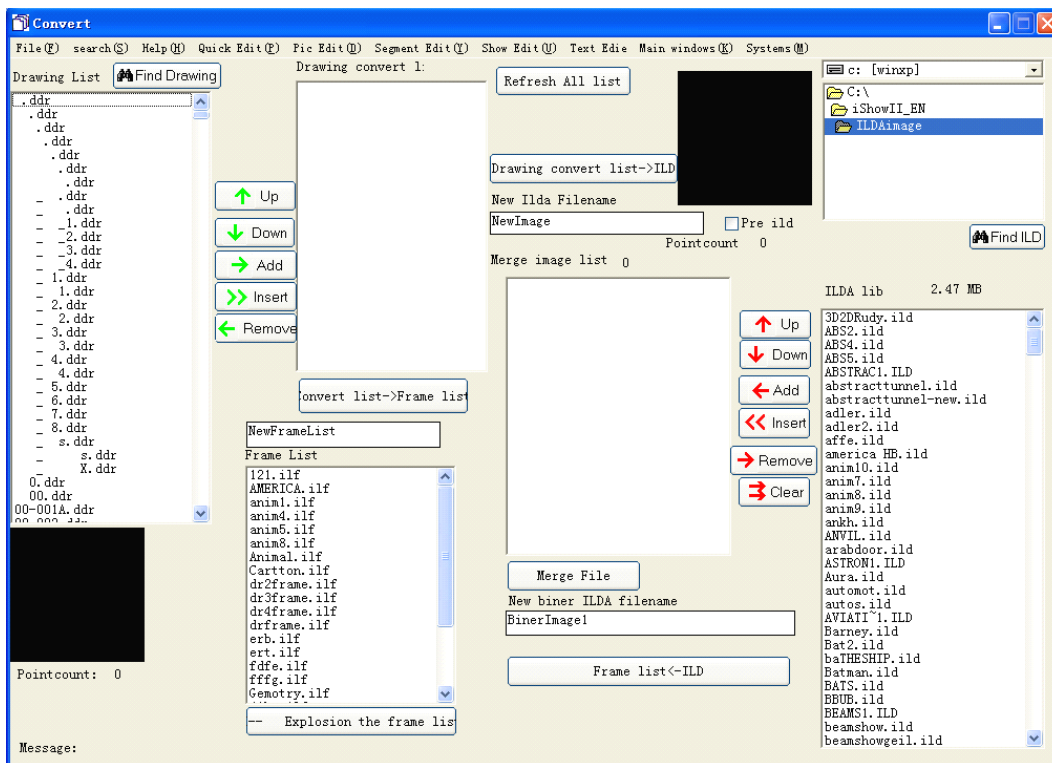 Convert
File(F) search(S) Help(H) Quick Edit(P) Pic Edit(D) Segment Edit(Y) Show Edit(U) Text Edie Main windows(K) Systems(M)
Drawing List
Find Drawing
.ddr
.ddr
.ddr
.ddr
.ddr
.ddr
.ddr
_ .ddr
_ .ddr
_ _1.ddr
_ _2.ddr
_ _3.ddr
_ _4.ddr
_ 1.ddr
_ 1.ddr
_ 2.ddr
_ 2.ddr
_ 3.ddr
_ 3.ddr
_ 4.ddr
_ 4.ddr
_ 5.ddr
_ 6.ddr
_ 7.ddr
_ 8.ddr
_ s.ddr
_ s.ddr
_ X.ddr
0.ddr
00.ddr
00-001A.ddr
Pointcount: 0
Message:
Up
Down
Add
Insert
Remove
Drawing convert l:
onvert list->Frame list
NewFrameList
Frame List
121.ilf
AMERICA.ilf
anim1.ilf
anim4.ilf
anim5.ilf
anim8.ilf
Animal.ilf
Cartton.ilf
dr2frame.ilf
dr3frame.ilf
dr4frame.ilf
drframe.ilf
erb.ilf
ert.ilf
fdfe.ilf
fffg.ilf
Gemotry.ilf
-- Explosion the frame lis
Refresh All list
Drawing convert list->ILD
New Ilda Filename
NewImage
Pre ild
Pointcount 0
Merge image list 0
Merge File
New biner ILDA filename
BinerImage1
Frame list<-ILD
Up
Down
Add
Insert
Remove
Clear
c: [winxp]
C:\
iShowII_EN
ILDAimage
Find ILD
ILDA lib 2.47 MB
3D2DRudy.ild
ABS2.ild
ABS4.ild
ABS5.ild
ABSTRAC1.ILD
abstracttunnel.ild
abstracttunnel-new.ild
adler.ild
adler2.ild
affe.ild
america HB.ild
anim10.ild
anim7.ild
anim8.ild
anim9.ild
ankh.ild
ANVIL.ild
arabdoor.ild
ASTRON1.ILD
Aura.ild
automot.ild
autos.ild
AVIATI~1.ILD
Barney.ild
Bat2.ild
baTHESHIP.ild
Batman.ild
BATS.ild
BBUB.ild
BEAMS1.ILD
beamshow.ild
beamshowgeil.ild